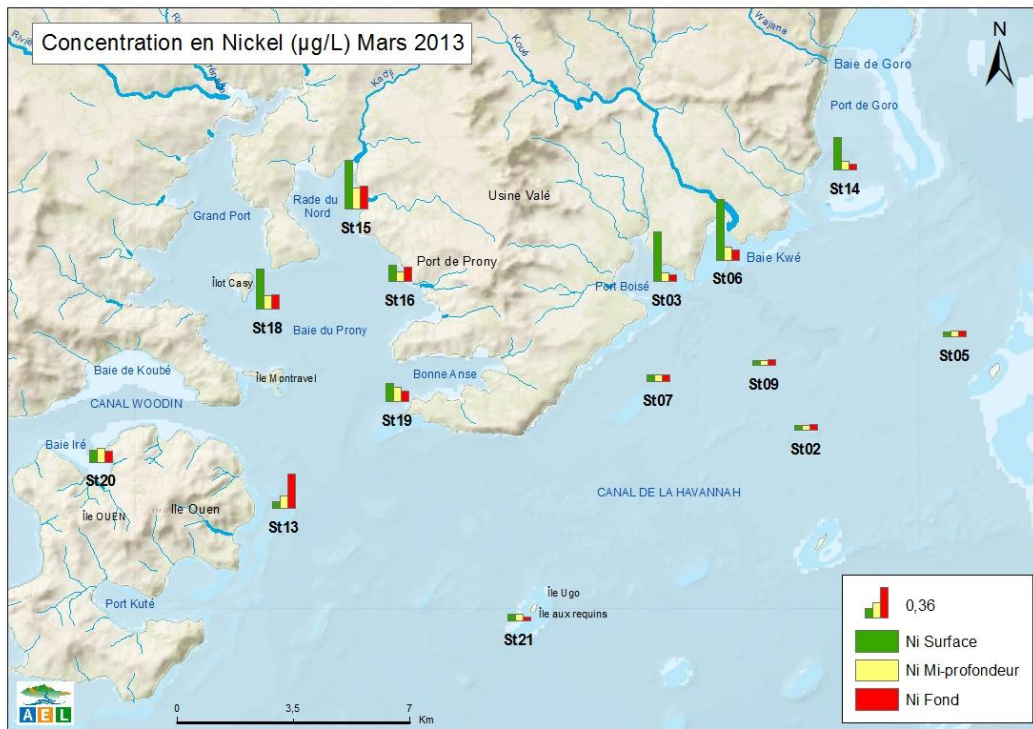 Concentration en Nickel (µg/L) Mars 2013
N
Wajana
Koué
Kadji
Baie de Goro
Port de Goro
St14
Rade du
Nord
St15
Usine Valé
Grand Port
Port de Prony
St16
Îlot Casy
St18
Baie du Prony
Port Boisé
St03
Baie Kwé
St06
St05
Baie de Koubé
Île Montravel
Bonne Anse
St19
St07
St09
CANAL WOODIN
St02
Baie Iré
St20
Île OUEN
Île Ouen
St13
CANAL DE LA HAVANNAH
Port Kuté
Île Ugo
Île aux requins
St21
0,36
Ni Surface
Ni Mi-profondeur
Ni Fond
AEL
0 3,5 7
Km